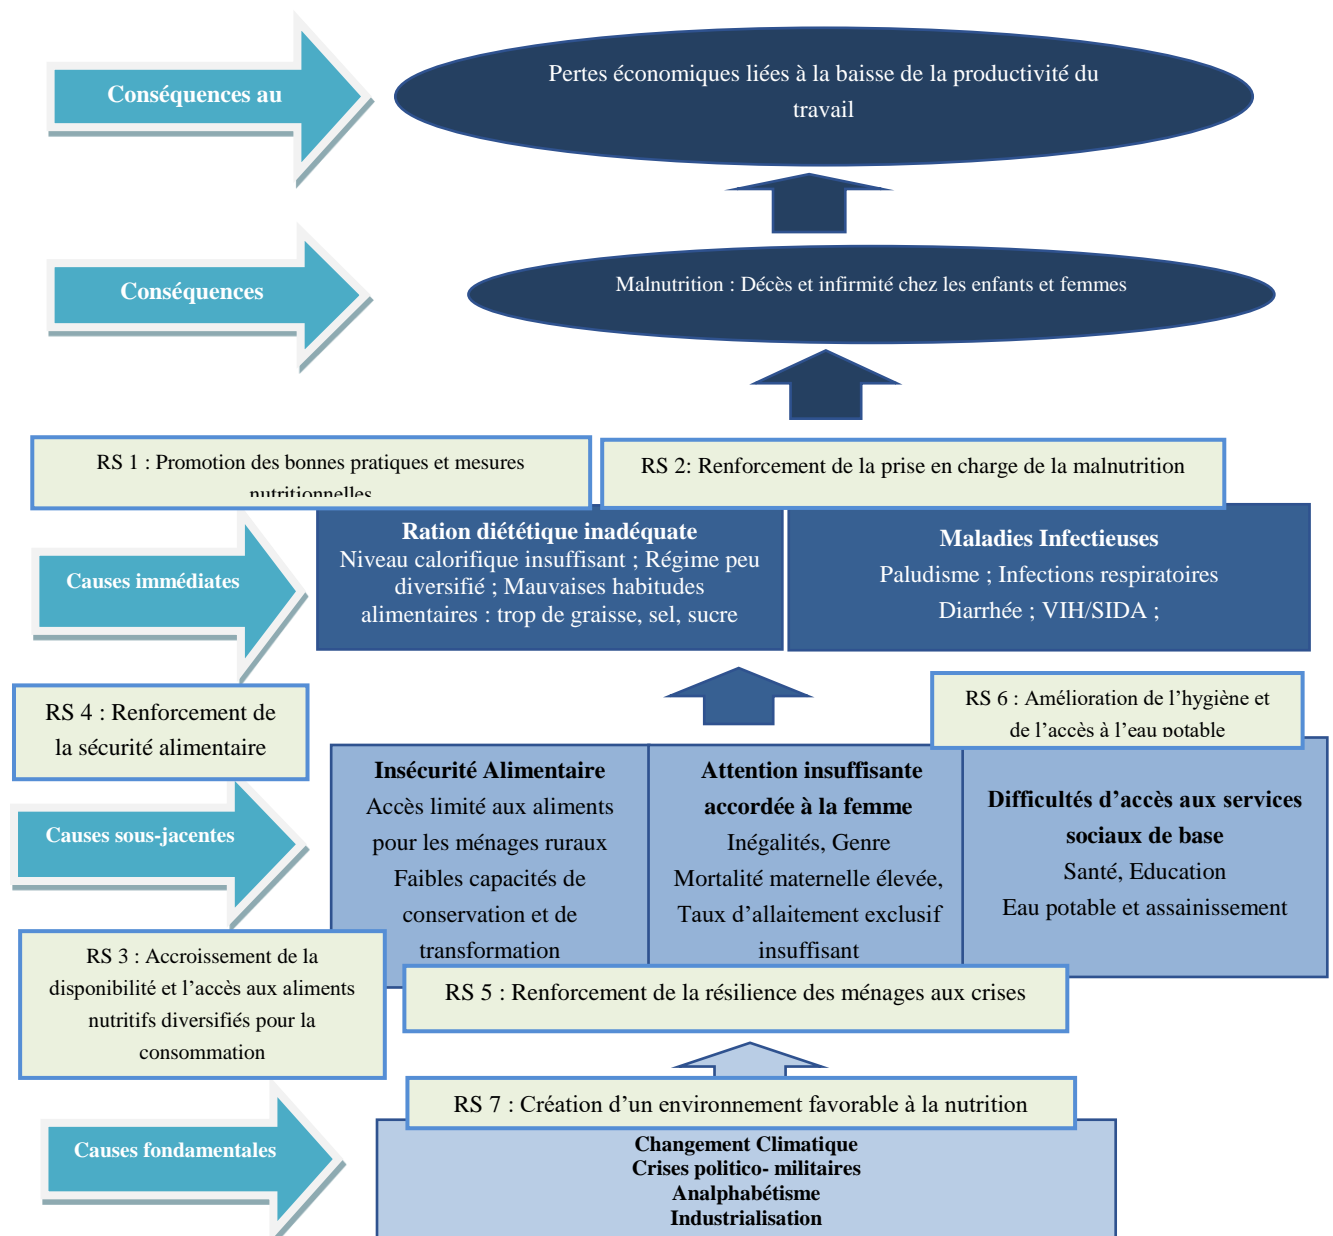 Conséquences au
Pertes économiques liées à la baisse de la productivité du
travail
Conséquences
Malnutrition : Décès et infirmité chez les enfants et femmes
RS 1 : Promotion des bonnes pratiques et mesures
nutritionnelles
RS 2: Renforcement de la prise en charge de la malnutrition
Causes immédiates
Ration diététique inadéquate
Niveau calorifique insuffisant ; Régime peu
diversifié ; Mauvaises habitudes
alimentaires : trop de graisse, sel, sucre
Maladies Infectieuses
Paludisme ; Infections respiratoires
Diarrhée ; VIH/SIDA ;
RS 4 : Renforcement de
la sécurité alimentaire
RS 6 : Amélioration de l’hygiène et
de l’accès à l’eau potable
Causes sous-jacentes
Insécurité Alimentaire
Accès limité aux aliments
pour les ménages ruraux
Faibles capacités de
conservation et de
transformation
Attention insuffisante
accordée à la femme
Inégalités, Genre
Mortalité maternelle élevée,
Taux d’allaitement exclusif
insuffisant
Difficultés d’accès aux services
sociaux de base
Santé, Education
Eau potable et assainissement
RS 3 : Accroissement de la
disponibilité et l’accès aux aliments
nutritifs diversifiés pour la
consommation
RS 5 : Renforcement de la résilience des ménages aux crises
RS 7 : Création d’un environnement favorable à la nutrition
Causes fondamentales
Changement Climatique
Crises politico- militaires
Analphabétisme
Industrialisation